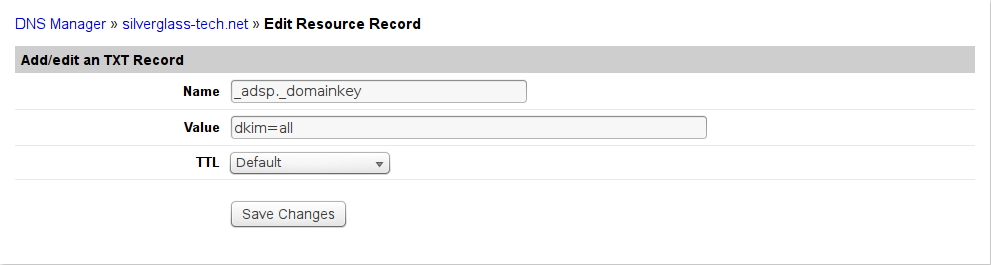 DNS Manager » silverglass-tech.net » Edit Resource Record
Add/edit an TXT Record
Name _adsp._domainkey
Value dkim=all
TTL Default
Save Changes